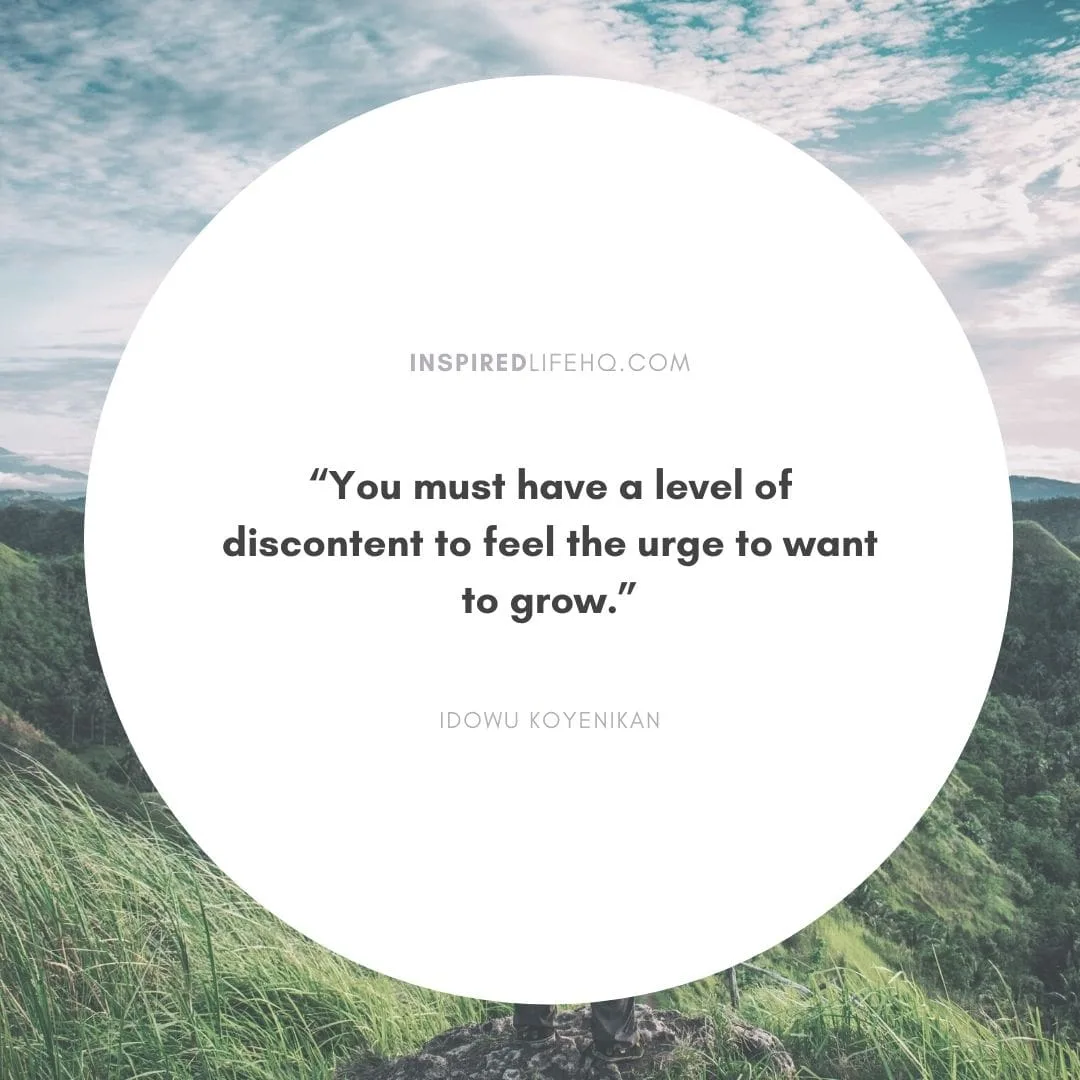 INSPIREDLIFEHQ.COM
“You must have a level of
discontent to feel the urge to want
to grow.”
IDOWU KOYENIKAN